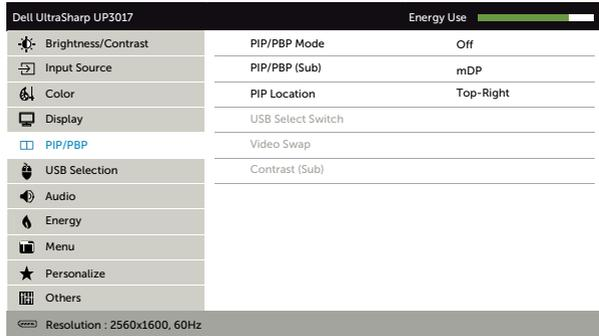 Dell UltraSharp UP3017 Energy Use
Brightness/Contrast PIP/PBP Mode Off
Input Source PIP/PBP (Sub) mDP
Color PIP Location Top-Right
Display USB Select Switch
PIP/PBP Video Swap
USB Selection Contrast (Sub)
Audio
Energy
Menu
Personalize
Others
Resolution : 2560x1600, 60Hz